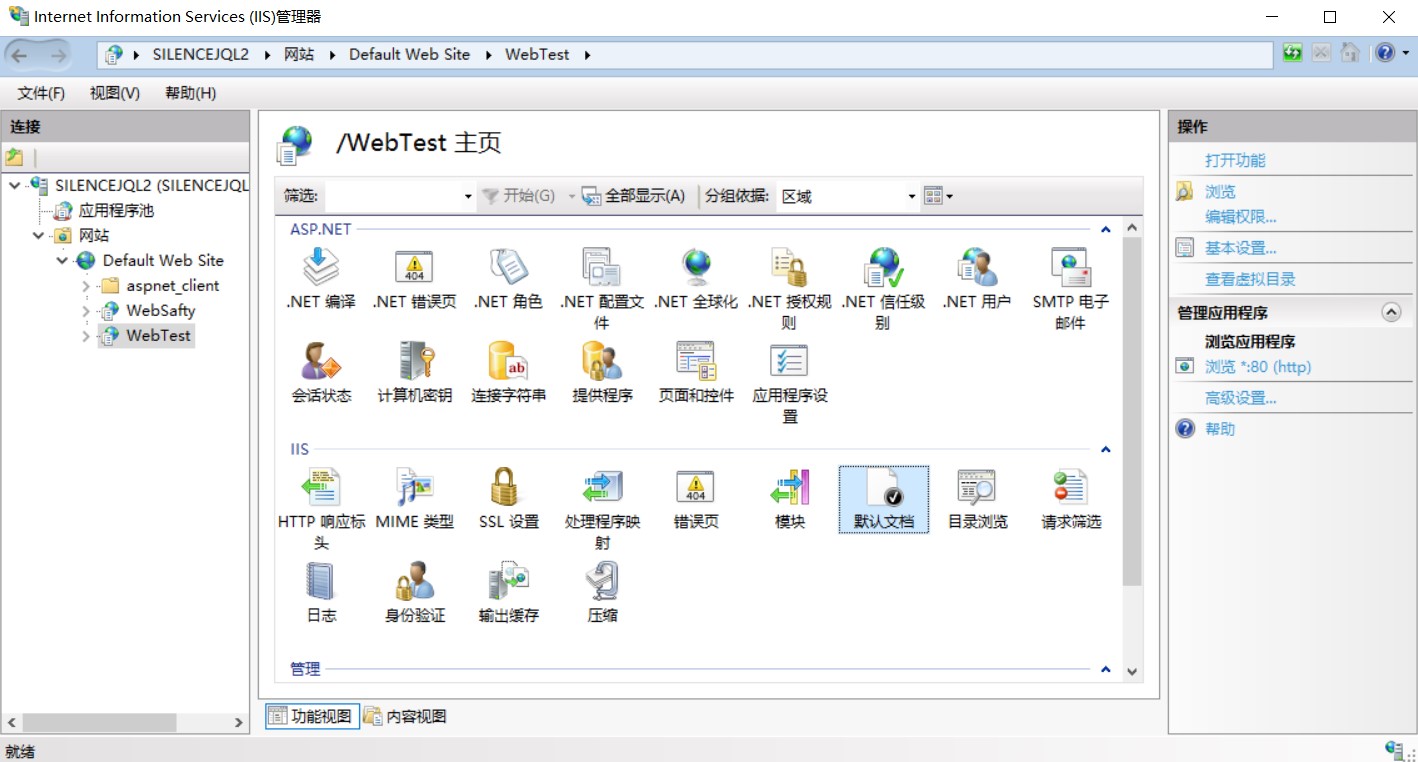 Internet Information Services (IIS)管理器
SILENCEJQL2 网站 Default Web Site WebTest
文件(F) 视图(V) 帮助(H)
连接
SILENCEJQL2 (SILENCEJQL
应用程序池
网站
Default Web Site
aspnet_client
WebSafty
WebTest
/WebTest 主页
筛选: 开始(G) 全部显示(A) 分组依据: 区域
ASP.NET
.NET 编译
.NET 错误页
.NET 角色
.NET 配置文
件
.NET 全球化
.NET 授权规
则
.NET 信任级
别
.NET 用户
SMTP 电子
邮件
会话状态
计算机密钥
连接字符串
提供程序
页面和控件
应用程序设
置
IIS
HTTP 响应标
头
MIME 类型
SSL 设置
处理程序映
射
错误页
模块
默认文档
目录浏览
请求筛选
日志
身份验证
输出缓存
压缩
管理
功能视图 内容视图
操作
打开功能
浏览
编辑权限...
基本设置...
查看虚拟目录
管理应用程序
浏览应用程序
浏览 *:80 (http)
高级设置...
帮助
就绪